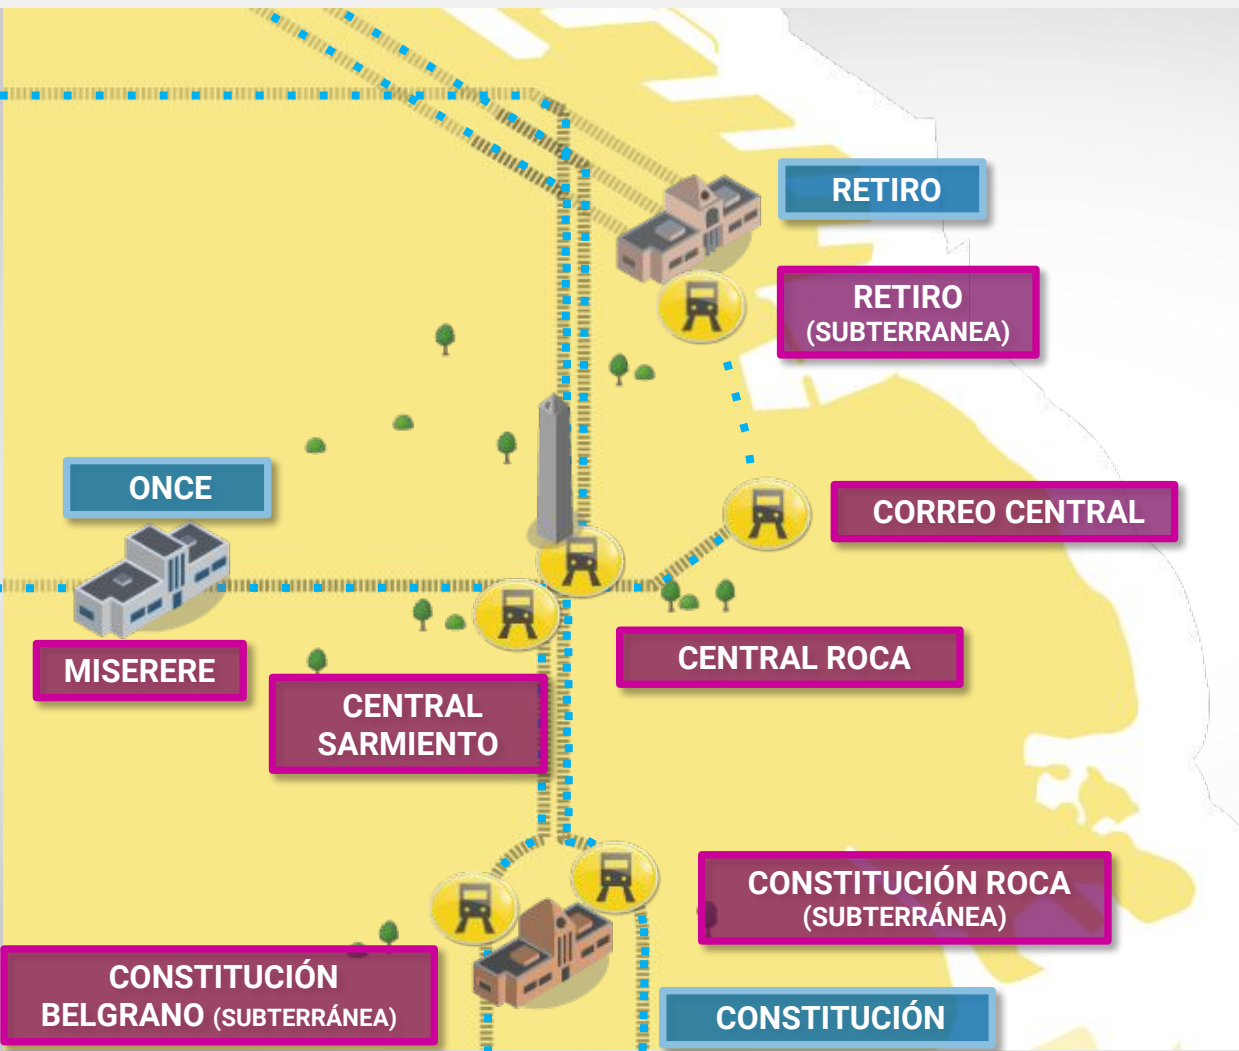 RETIRO
RETIRO
(SUBTERRANEA)
ONCE
CORREO CENTRAL
MISERERE
CENTRAL ROCA
CENTRAL
SARMIENTO
CONSTITUCIÓN ROCA
(SUBTERRÁNEA)
CONSTITUCIÓN
BELGRANO (SUBTERRÁNEA)
CONSTITUCIÓN